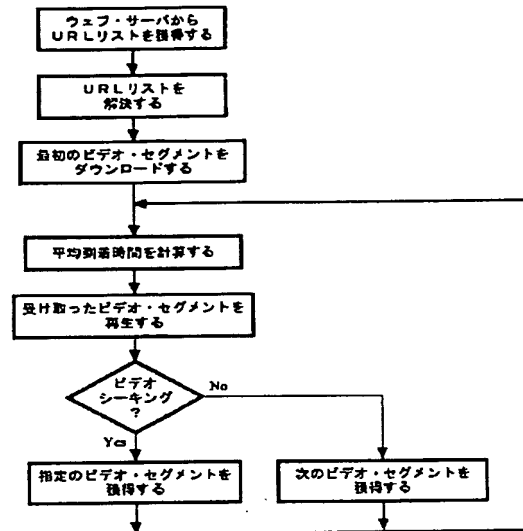 ウェブ・サーバから
URLリストを獲得する
URLリストを
解決する
最初のビデオ・セグメントを
ダウンロードする
平均到着時間を計算する
受け取ったビデオ・セグメントを
再生する
ビデオ
シーキング
?
No
Yes
指定のビデオ・セグメントを
獲得する
次のビデオ・セグメントを
獲得する